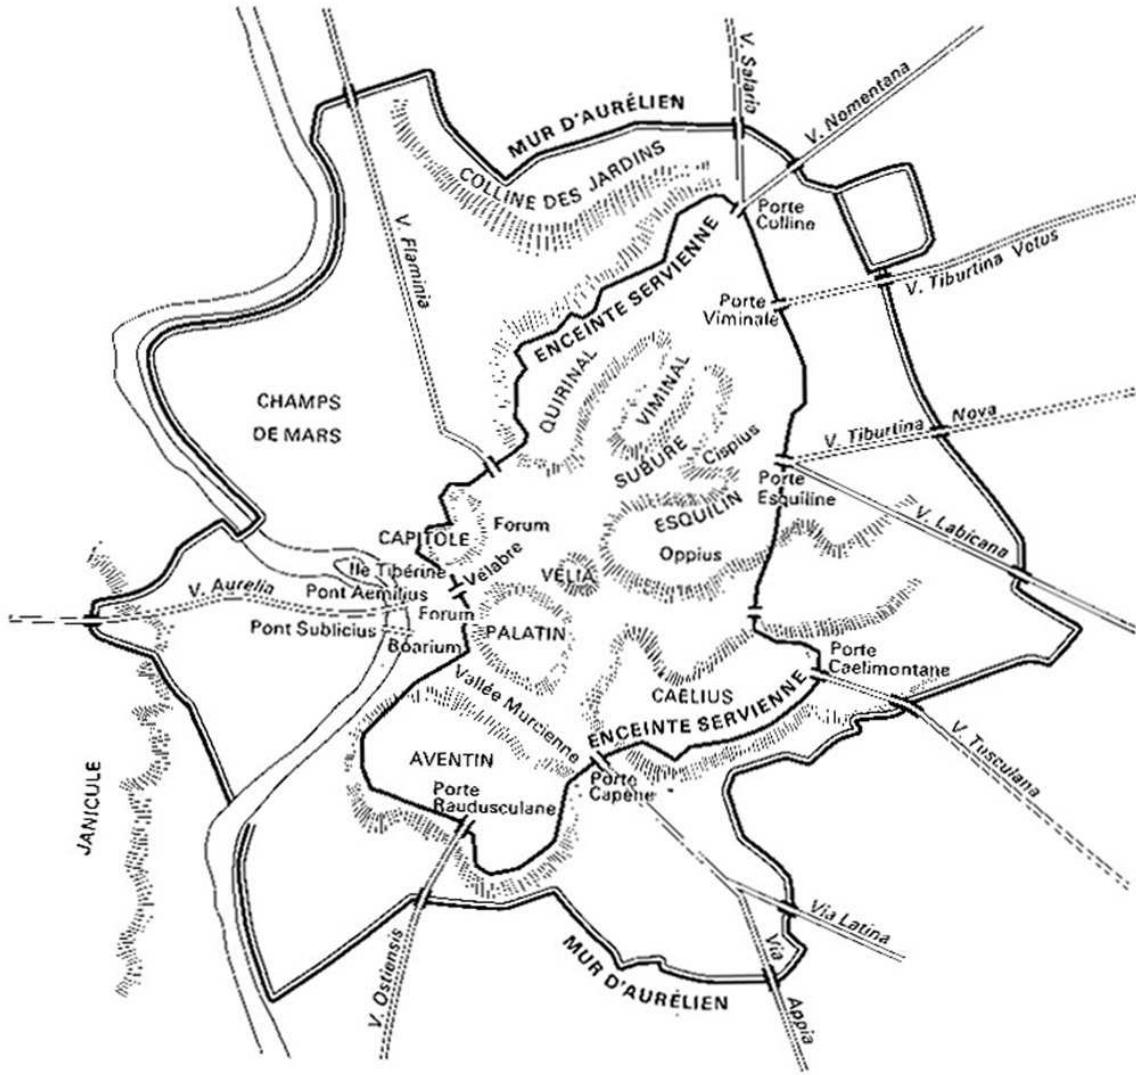 V. Salaria
V. Nomentana
MUR D'AURÉLIEN
COLLINE DES JARDINS
Porte
Colline
V. Flaminia
ENCEINTE SERVIENNE
V. Tiburtina Vetus
Porte
Viminale
QUIRINAL
VIMINAL
CHAMPS
DE MARS
V. Tiburtina Nova
SUBURE
Cispius
Porte
Esquiline
ESQUILIN
V. Labicana
CAPITOLE
Forum
Oppius
Ile Tibérine
Vélabre
VÉLIA
V. Aurelia
Pont Aemilius
Forum
Boarium
Pont Sublicius
PALATIN
Porte
Caelimontane
CAELIUS
Vallée Murcienne
ENCEINTE SERVIENNE
V. Tusculana
AVENTIN
JANICULE
Porte
Raudusculane
Porte
Capène
Via Latina
Via Appia
V. Ostiensis
MUR D'AURÉLIEN